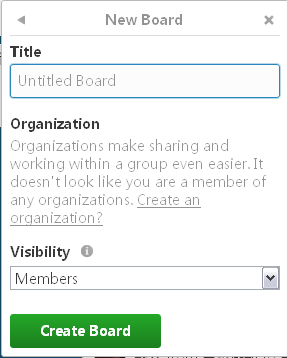 New Board
Title
Untitled Board
Organization
Organizations make sharing and
working within a group even easier. It
doesn't look like you are a member of
any organizations. Create an
organization?
Visibility
Members
Create Board